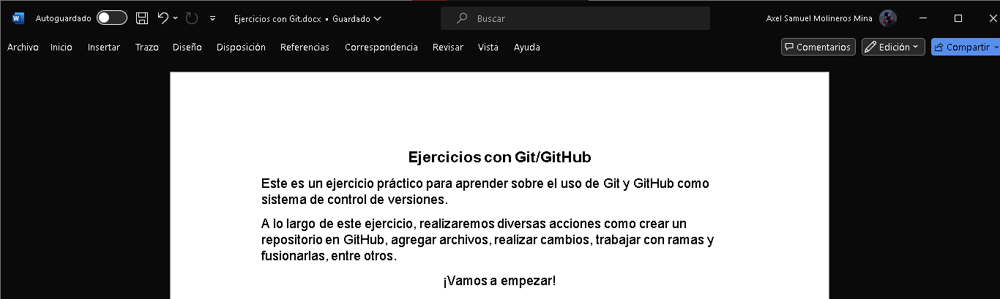 Autoguardado Ejercicios con Git.docx • Guardado Buscar Axel Samuel Molineros Mina
Archivo Inicio Insertar Trazo Diseño Disposición Referencias Correspondencia Revisar Vista Ayuda Comentarios Edición Compartir
Ejercicios con Git/GitHub
Este es un ejercicio práctico para aprender sobre el uso de Git y GitHub como
sistema de control de versiones.
A lo largo de este ejercicio, realizaremos diversas acciones como crear un
repositorio en GitHub, agregar archivos, realizar cambios, trabajar con ramas y
fusionarlas, entre otros.
¡Vamos a empezar!